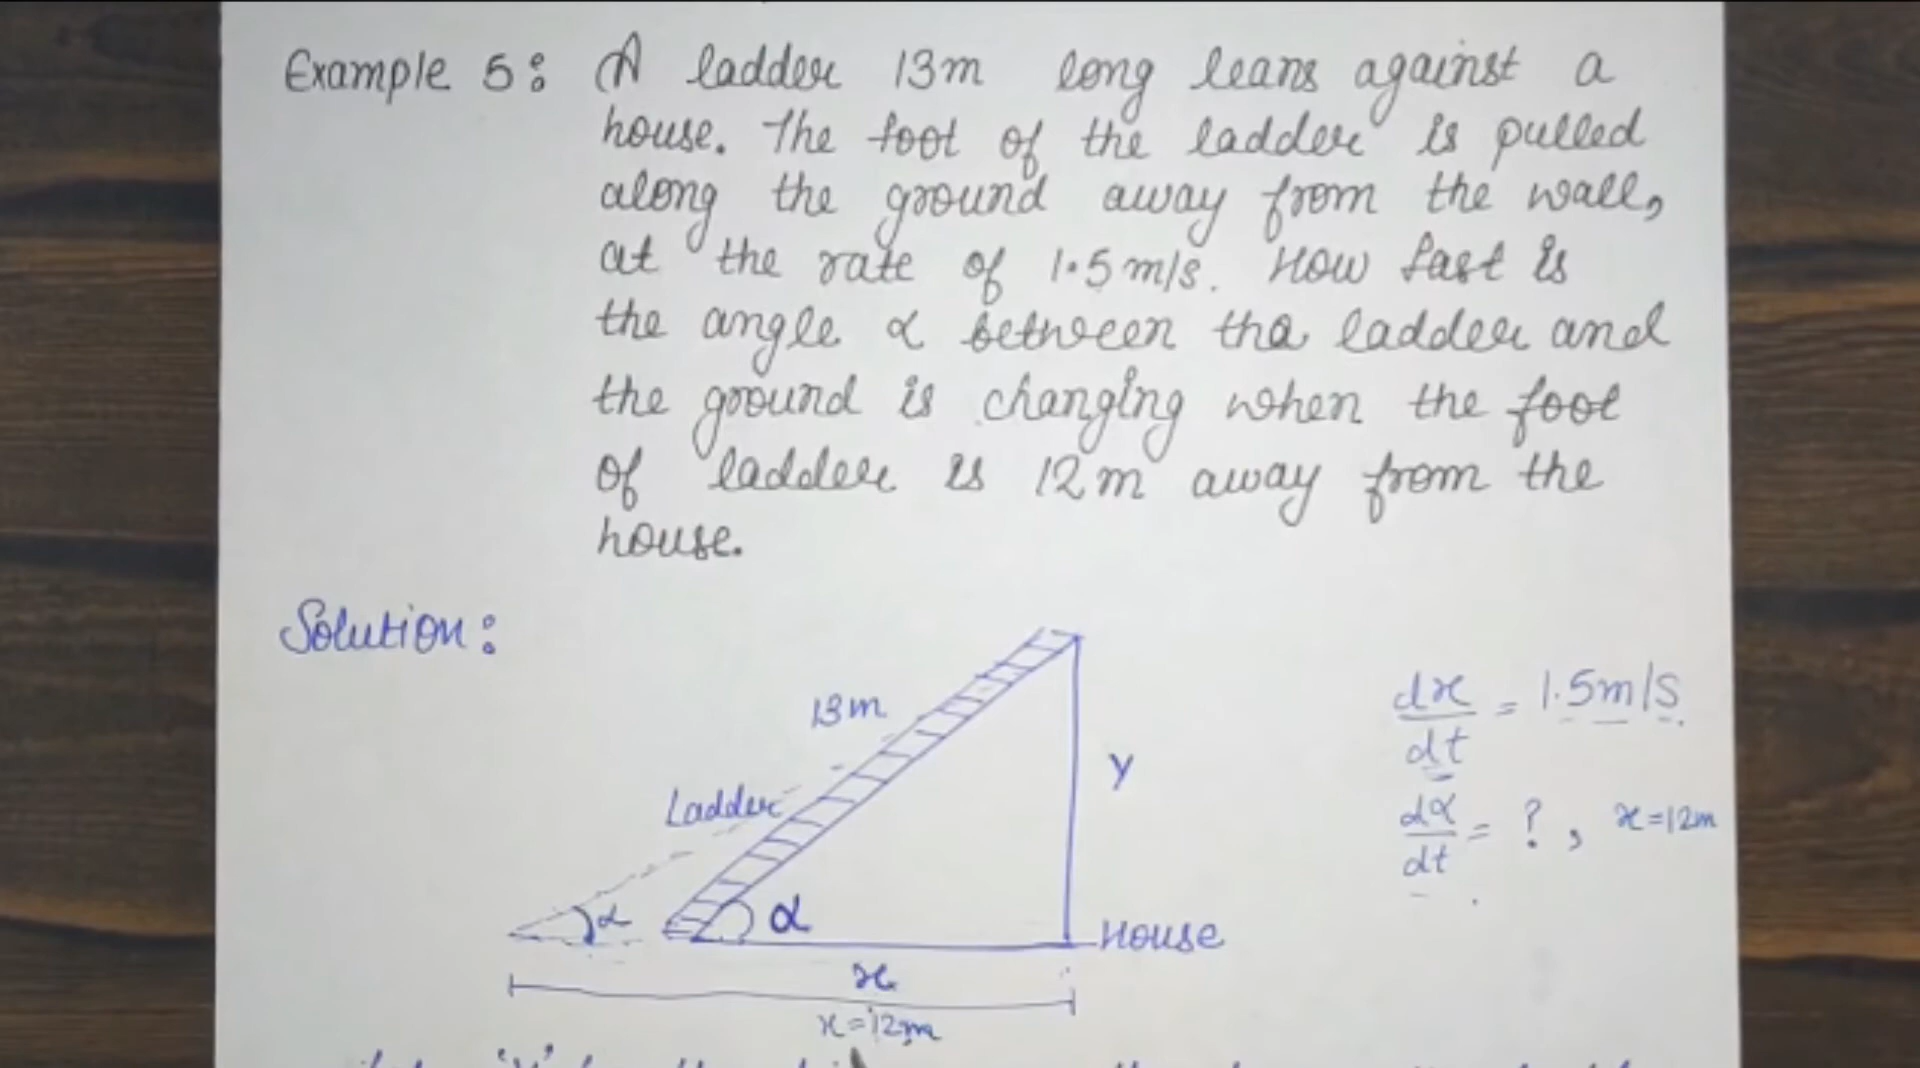 Example 5: A ladder 13m long leans against a
house. The foot of the ladder is pulled
along the ground away from the wall,
at the rate of 1.5 m/s. How fast is
the angle α between the ladder and
the ground is changing when the foot
of ladder is 12m away from the
house.
Solution:
13m
dx/dt = 1.5m/s
Ladder
y
dα/dt = ? , x=12m
α
α
House
x
x=12m